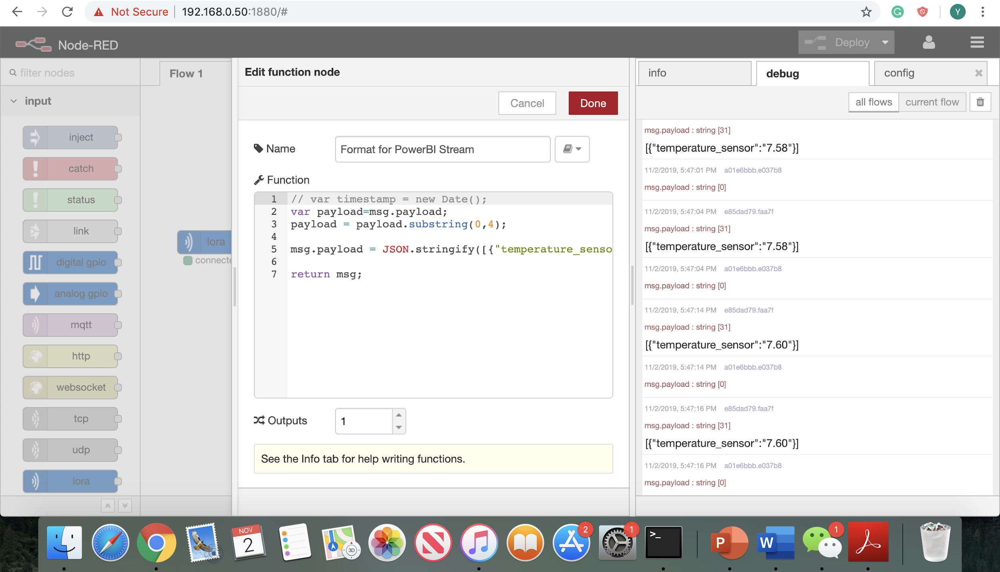 Not Secure | 192.168.0.50:1880/#
G
Y
Node-RED
Deploy
filter nodes
Flow 1
Edit function node
info
debug
config
input
Cancel
Done
all flows
current flow
inject
catch
status
link
digital gpio
analog gpio
mqtt
http
websocket
tcp
udp
lora
lora
connecte
Name
Format for PowerBI Stream
Function
1 // var timestamp = new Date();
2 var payload=msg.payload;
3 payload = payload.substring(0,4);
4
5 msg.payload = JSON.stringify([{"temperature_senso
6
7 return msg;
Outputs
1
See the Info tab for help writing functions.
msg.payload : string [31]
[{"temperature_sensor":"7.58"}]
11/2/2019, 5:47:01 PM a01e6bbb.e037b8
msg.payload : string [0]
11/2/2019, 5:47:04 PM e85dad79.faa7f
msg.payload : string [31]
[{"temperature_sensor":"7.58"}]
11/2/2019, 5:47:04 PM a01e6bbb.e037b8
msg.payload : string [0]
11/2/2019, 5:47:14 PM e85dad79.faa7f
msg.payload : string [31]
[{"temperature_sensor":"7.60"}]
11/2/2019, 5:47:14 PM a01e6bbb.e037b8
msg.payload : string [0]
11/2/2019, 5:47:16 PM e85dad79.faa7f
msg.payload : string [31]
[{"temperature_sensor":"7.60"}]
11/2/2019, 5:47:16 PM a01e6bbb.e037b8
msg.payload : string [0]
NOV
2
3D
2
1
>_
P
W
1